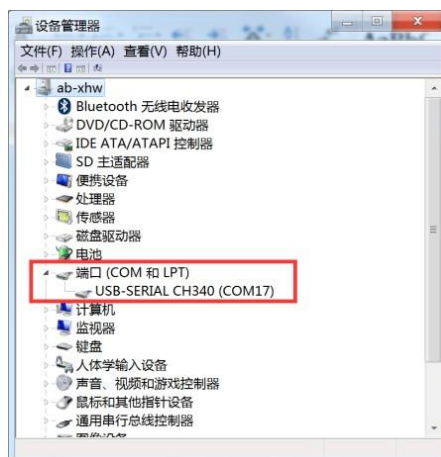 设备管理器
文件(F) 操作(A) 查看(V) 帮助(H)
ab-xhw
Bluetooth 无线电收发器
DVD/CD-ROM 驱动器
IDE ATA/ATAPI 控制器
SD 主适配器
便携设备
处理器
传感器
磁盘驱动器
电池
端口 (COM 和 LPT)
USB-SERIAL CH340 (COM17)
计算机
监视器
键盘
人体学输入设备
声音、视频和游戏控制器
鼠标和其他指针设备
通用串行总线控制器